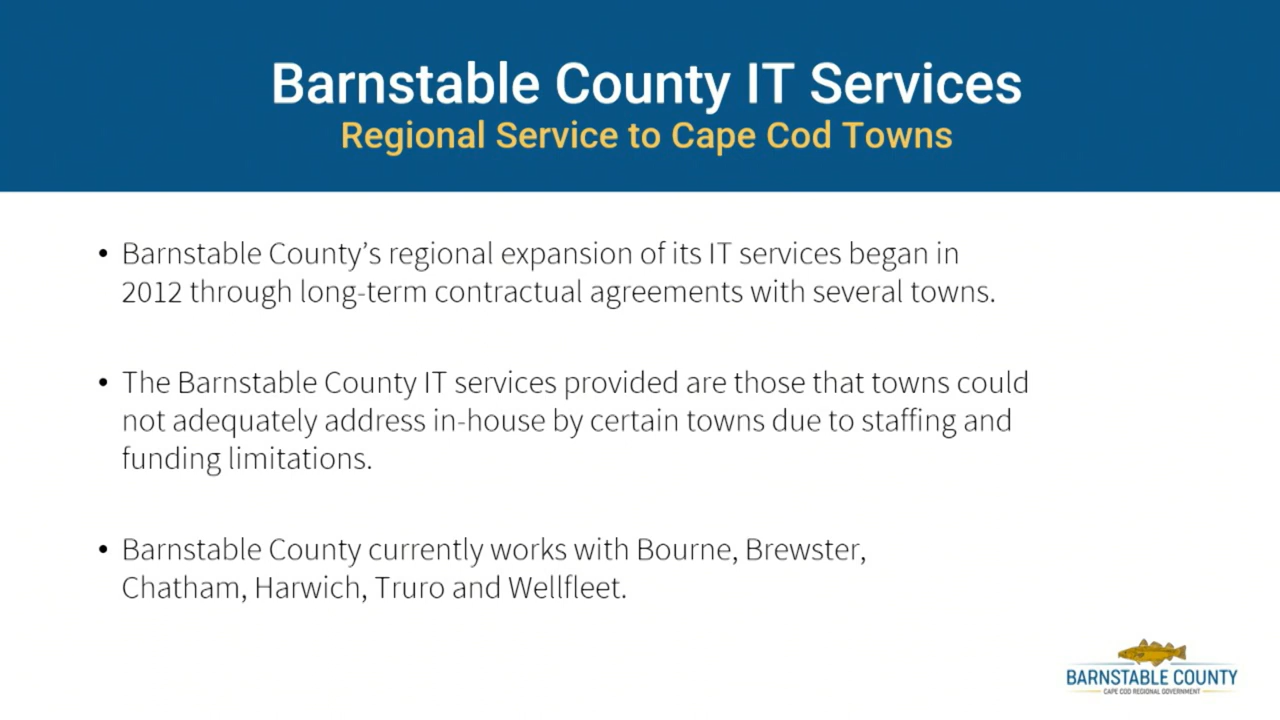 Barnstable County IT Services
Regional Service to Cape Cod Towns
• Barnstable County’s regional expansion of its IT services began in
2012 through long-term contractual agreements with several towns.
• The Barnstable County IT services provided are those that towns could
not adequately address in-house by certain towns due to staffing and
funding limitations.
• Barnstable County currently works with Bourne, Brewster,
Chatham, Harwich, Truro and Wellfleet.
BARNSTABLE COUNTY
CAPE COD REGIONAL GOVERNMENT